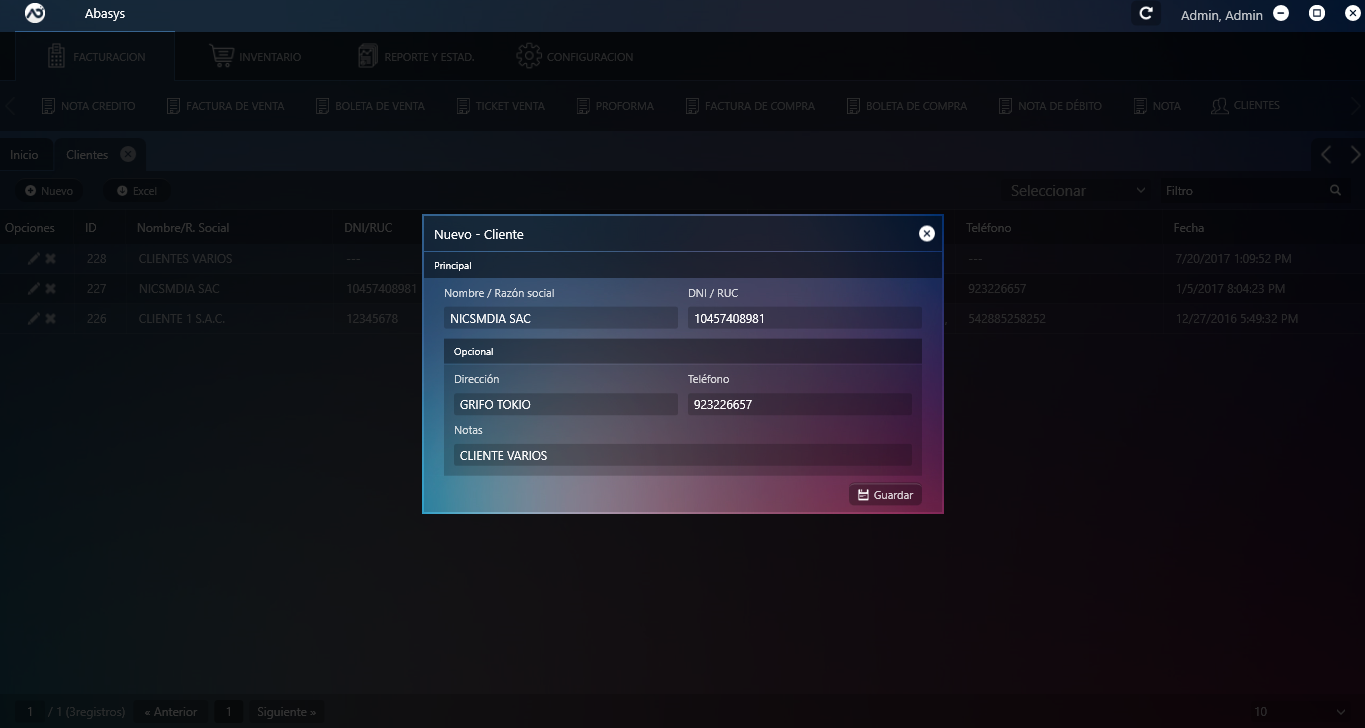 Abasys
Admin, Admin
FACTURACION INVENTARIO REPORTE Y ESTAD. CONFIGURACION
NOTA CREDITO FACTURA DE VENTA BOLETA DE VENTA TICKET VENTA PROFORMA FACTURA DE COMPRA BOLETA DE COMPRA NOTA DE DÉBITO NOTA CLIENTES
Inicio Clientes
Nuevo Excel Seleccionar Filtro
Opciones ID Nombre/R. Social DNI/RUC Teléfono Fecha
228 CLIENTES VARIOS --- --- 7/20/2017 1:09:52 PM
227 NICSMDIA SAC 10457408981 923226657 1/5/2017 8:04:23 PM
226 CLIENTE 1 S.A.C. 12345678 542885258252 12/27/2016 5:49:32 PM
Nuevo - Cliente
Principal
Nombre / Razón social DNI / RUC
NICSMDIA SAC 10457408981
Opcional
Dirección Teléfono
GRIFO TOKIO 923226657
Notas
CLIENTE VARIOS
Guardar
1 / 1 (3registros) « Anterior 1 Siguiente » 10